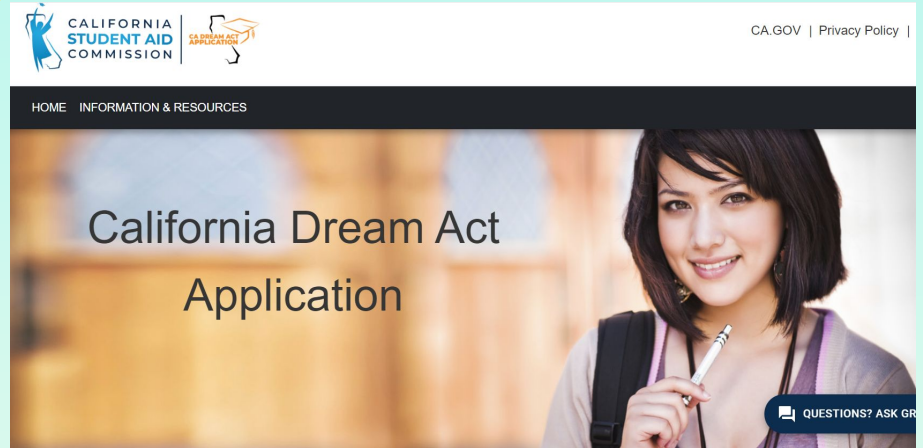 CALIFORNIA
STUDENT AID
COMMISSION
CA DREAM ACT
APPLICATION
CA.GOV | Privacy Policy |
HOME INFORMATION & RESOURCES
California Dream Act
Application
QUESTIONS? ASK GR